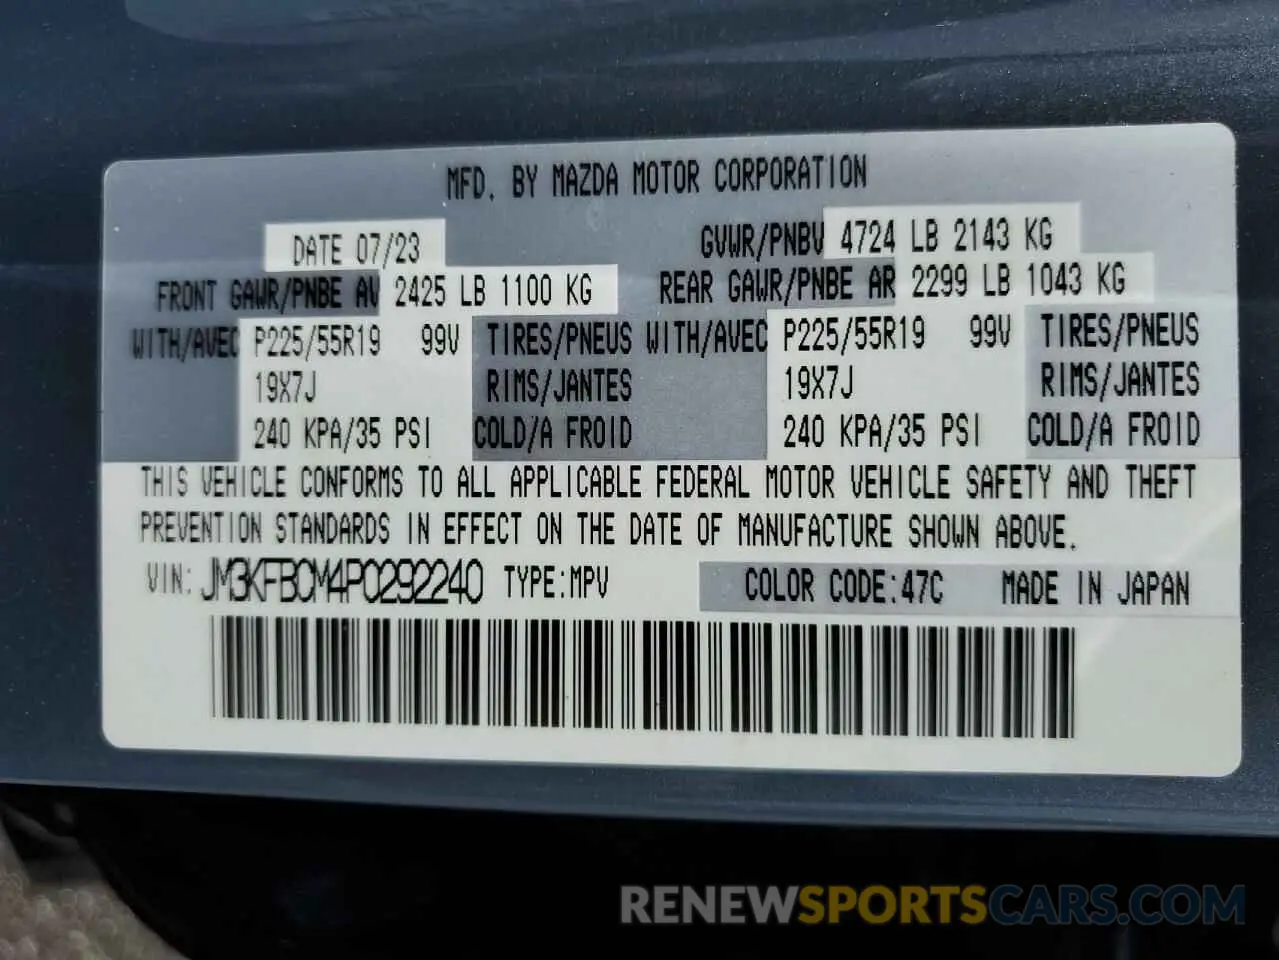 MFD. BY MAZDA MOTOR CORPORATION
DATE 07/23 GVWR/PNBV 4724 LB 2143 KG
FRONT GAWR/PNBE AV 2425 LB 1100 KG REAR GAWR/PNBE AR 2299 LB 1043 KG
WITH/AVEC P225/55R19 99V TIRES/PNEUS WITH/AVEC P225/55R19 99V TIRES/PNEUS
19X7J RIMS/JANTES 19X7J RIMS/JANTES
240 KPA/35 PSI COLD/A FROID 240 KPA/35 PSI COLD/A FROID
THIS VEHICLE CONFORMS TO ALL APPLICABLE FEDERAL MOTOR VEHICLE SAFETY AND THEFT
PREVENTION STANDARDS IN EFFECT ON THE DATE OF MANUFACTURE SHOWN ABOVE.
VIN: JM3KFBCM4P0292240 TYPE:MPV COLOR CODE:47C MADE IN JAPAN
RENEWSPORTSCARS.COM